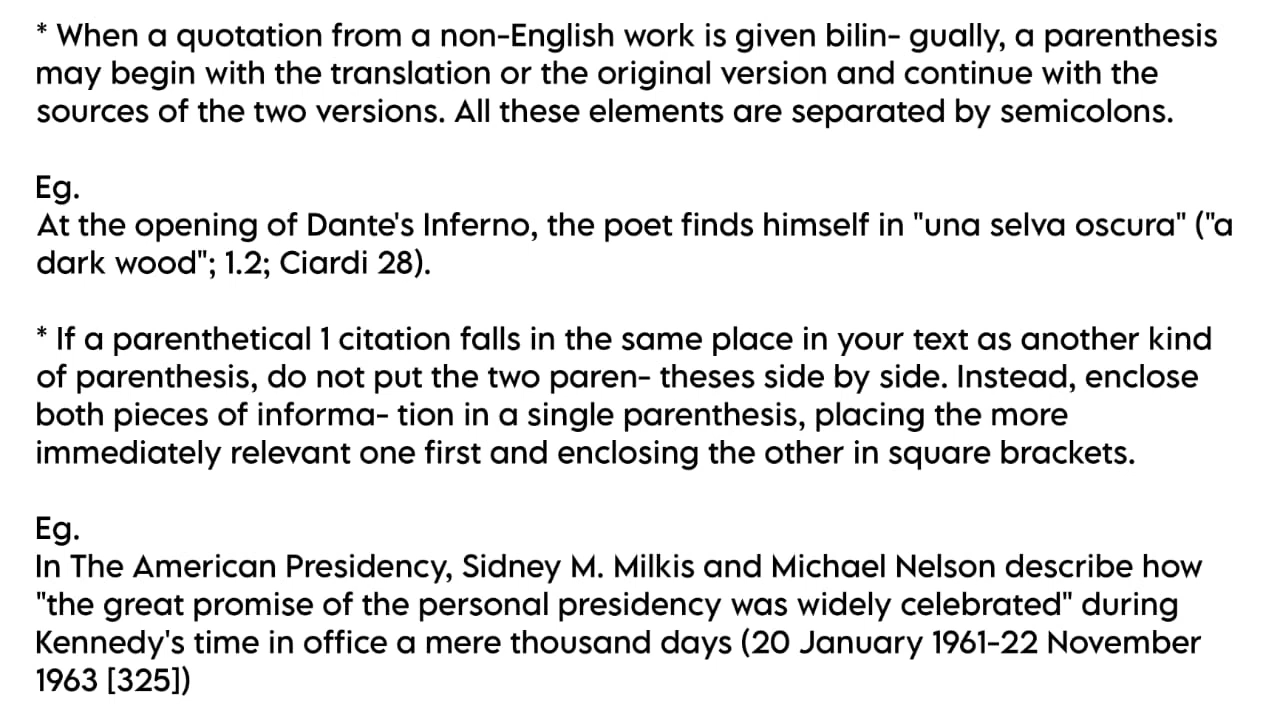 * When a quotation from a non-English work is given bilin- gually, a parenthesis
may begin with the translation or the original version and continue with the
sources of the two versions. All these elements are separated by semicolons.
Eg.
At the opening of Dante's Inferno, the poet finds himself in "una selva oscura" ("a
dark wood"; 1.2; Ciardi 28).
* If a parenthetical 1 citation falls in the same place in your text as another kind
of parenthesis, do not put the two paren- theses side by side. Instead, enclose
both pieces of informa- tion in a single parenthesis, placing the more
immediately relevant one first and enclosing the other in square brackets.
Eg.
In The American Presidency, Sidney M. Milkis and Michael Nelson describe how
"the great promise of the personal presidency was widely celebrated" during
Kennedy's time in office a mere thousand days (20 January 1961-22 November
1963 [325])